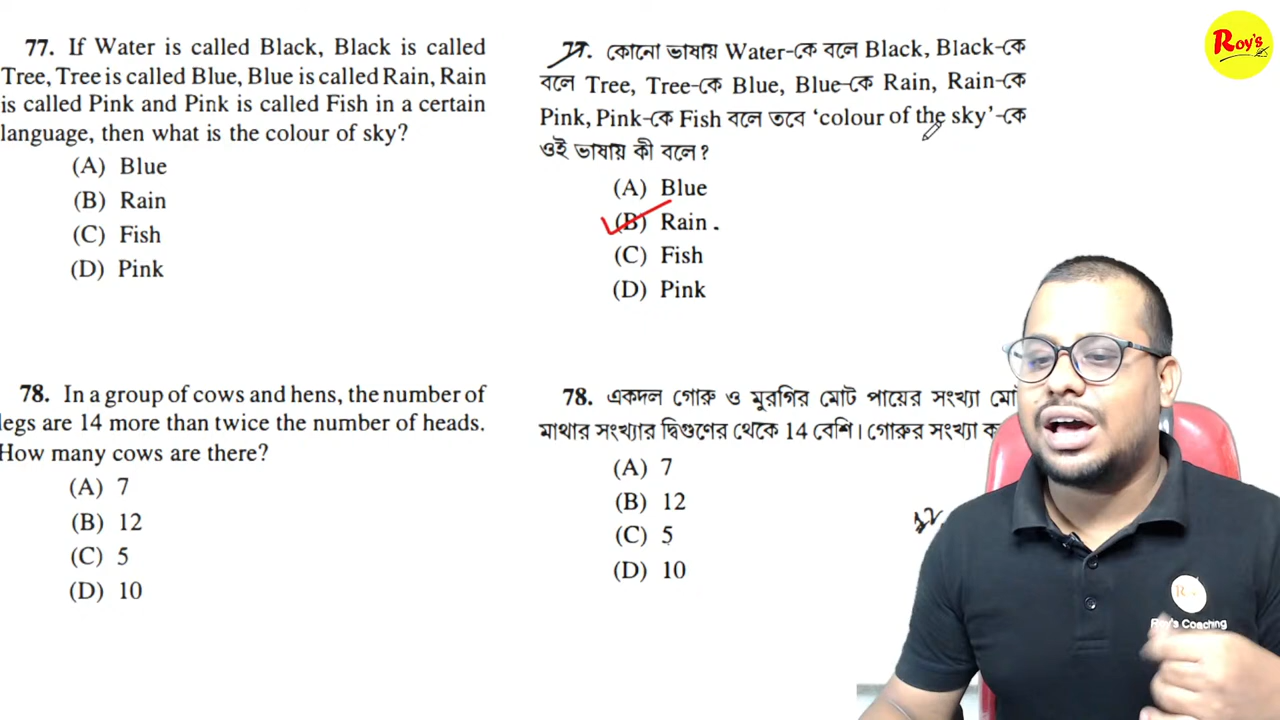 77. If Water is called Black, Black is called
Tree, Tree is called Blue, Blue is called Rain, Rain
is called Pink and Pink is called Fish in a certain
language, then what is the colour of sky?
(A) Blue
(B) Rain
(C) Fish
(D) Pink
78. In a group of cows and hens, the number of
legs are 14 more than twice the number of heads.
How many cows are there?
(A) 7
(B) 12
(C) 5
(D) 10
77. কোনো ভাষায় Water-কে বলে Black, Black-কে
বলে Tree, Tree-কে Blue, Blue-কে Rain, Rain-কে
Pink, Pink-কে Fish বলে তবে ‘colour of the sky’-কে
ওই ভাষায় কী বলে?
(A) Blue
(B) Rain .
(C) Fish
(D) Pink
78. একদল গোরু ও মুরগির মোট পায়ের সংখ্যা
মাথার সংখ্যার দ্বিগুণের থেকে 14 বেশি। গোরুর সংখ্যা
(A) 7
(B) 12
(C) 5
(D) 10
Roy's
Roy's Coaching